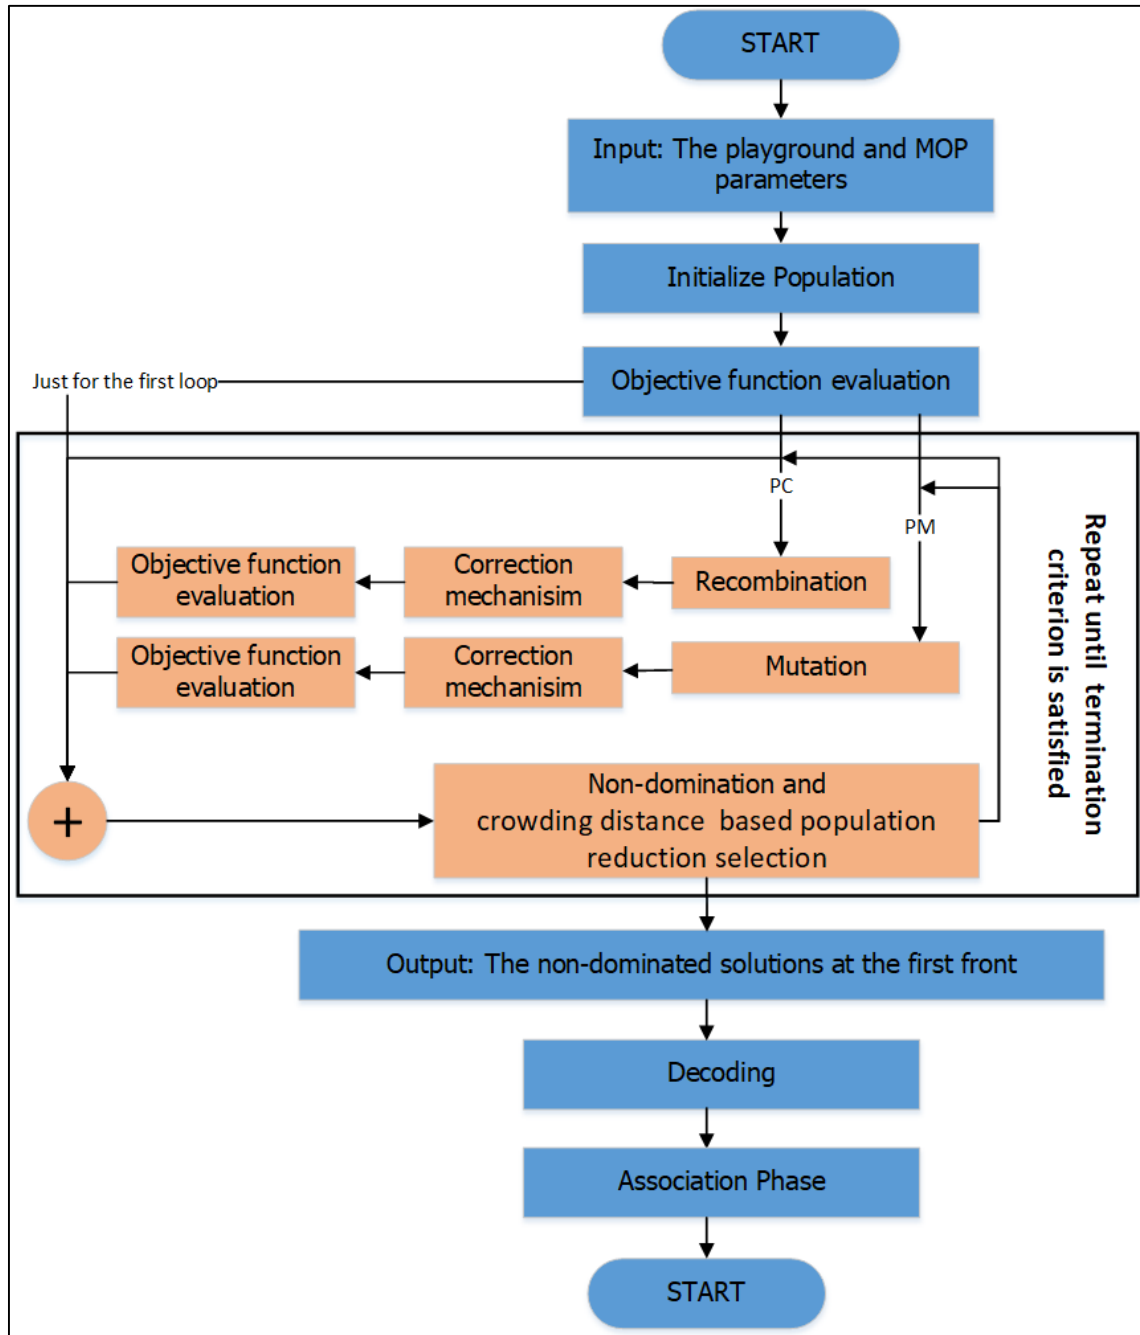 START
Input: The playground and MOP
parameters
Initialize Population
Objective function evaluation
Just for the first loop
PC
PM
Objective function
evaluation
Correction
mechanisim
Recombination
Objective function
evaluation
Correction
mechanisim
Mutation
Repeat until termination
criterion is satisfied
+
Non-domination and
crowding distance based population
reduction selection
Output: The non-dominated solutions at the first front
Decoding
Association Phase
START